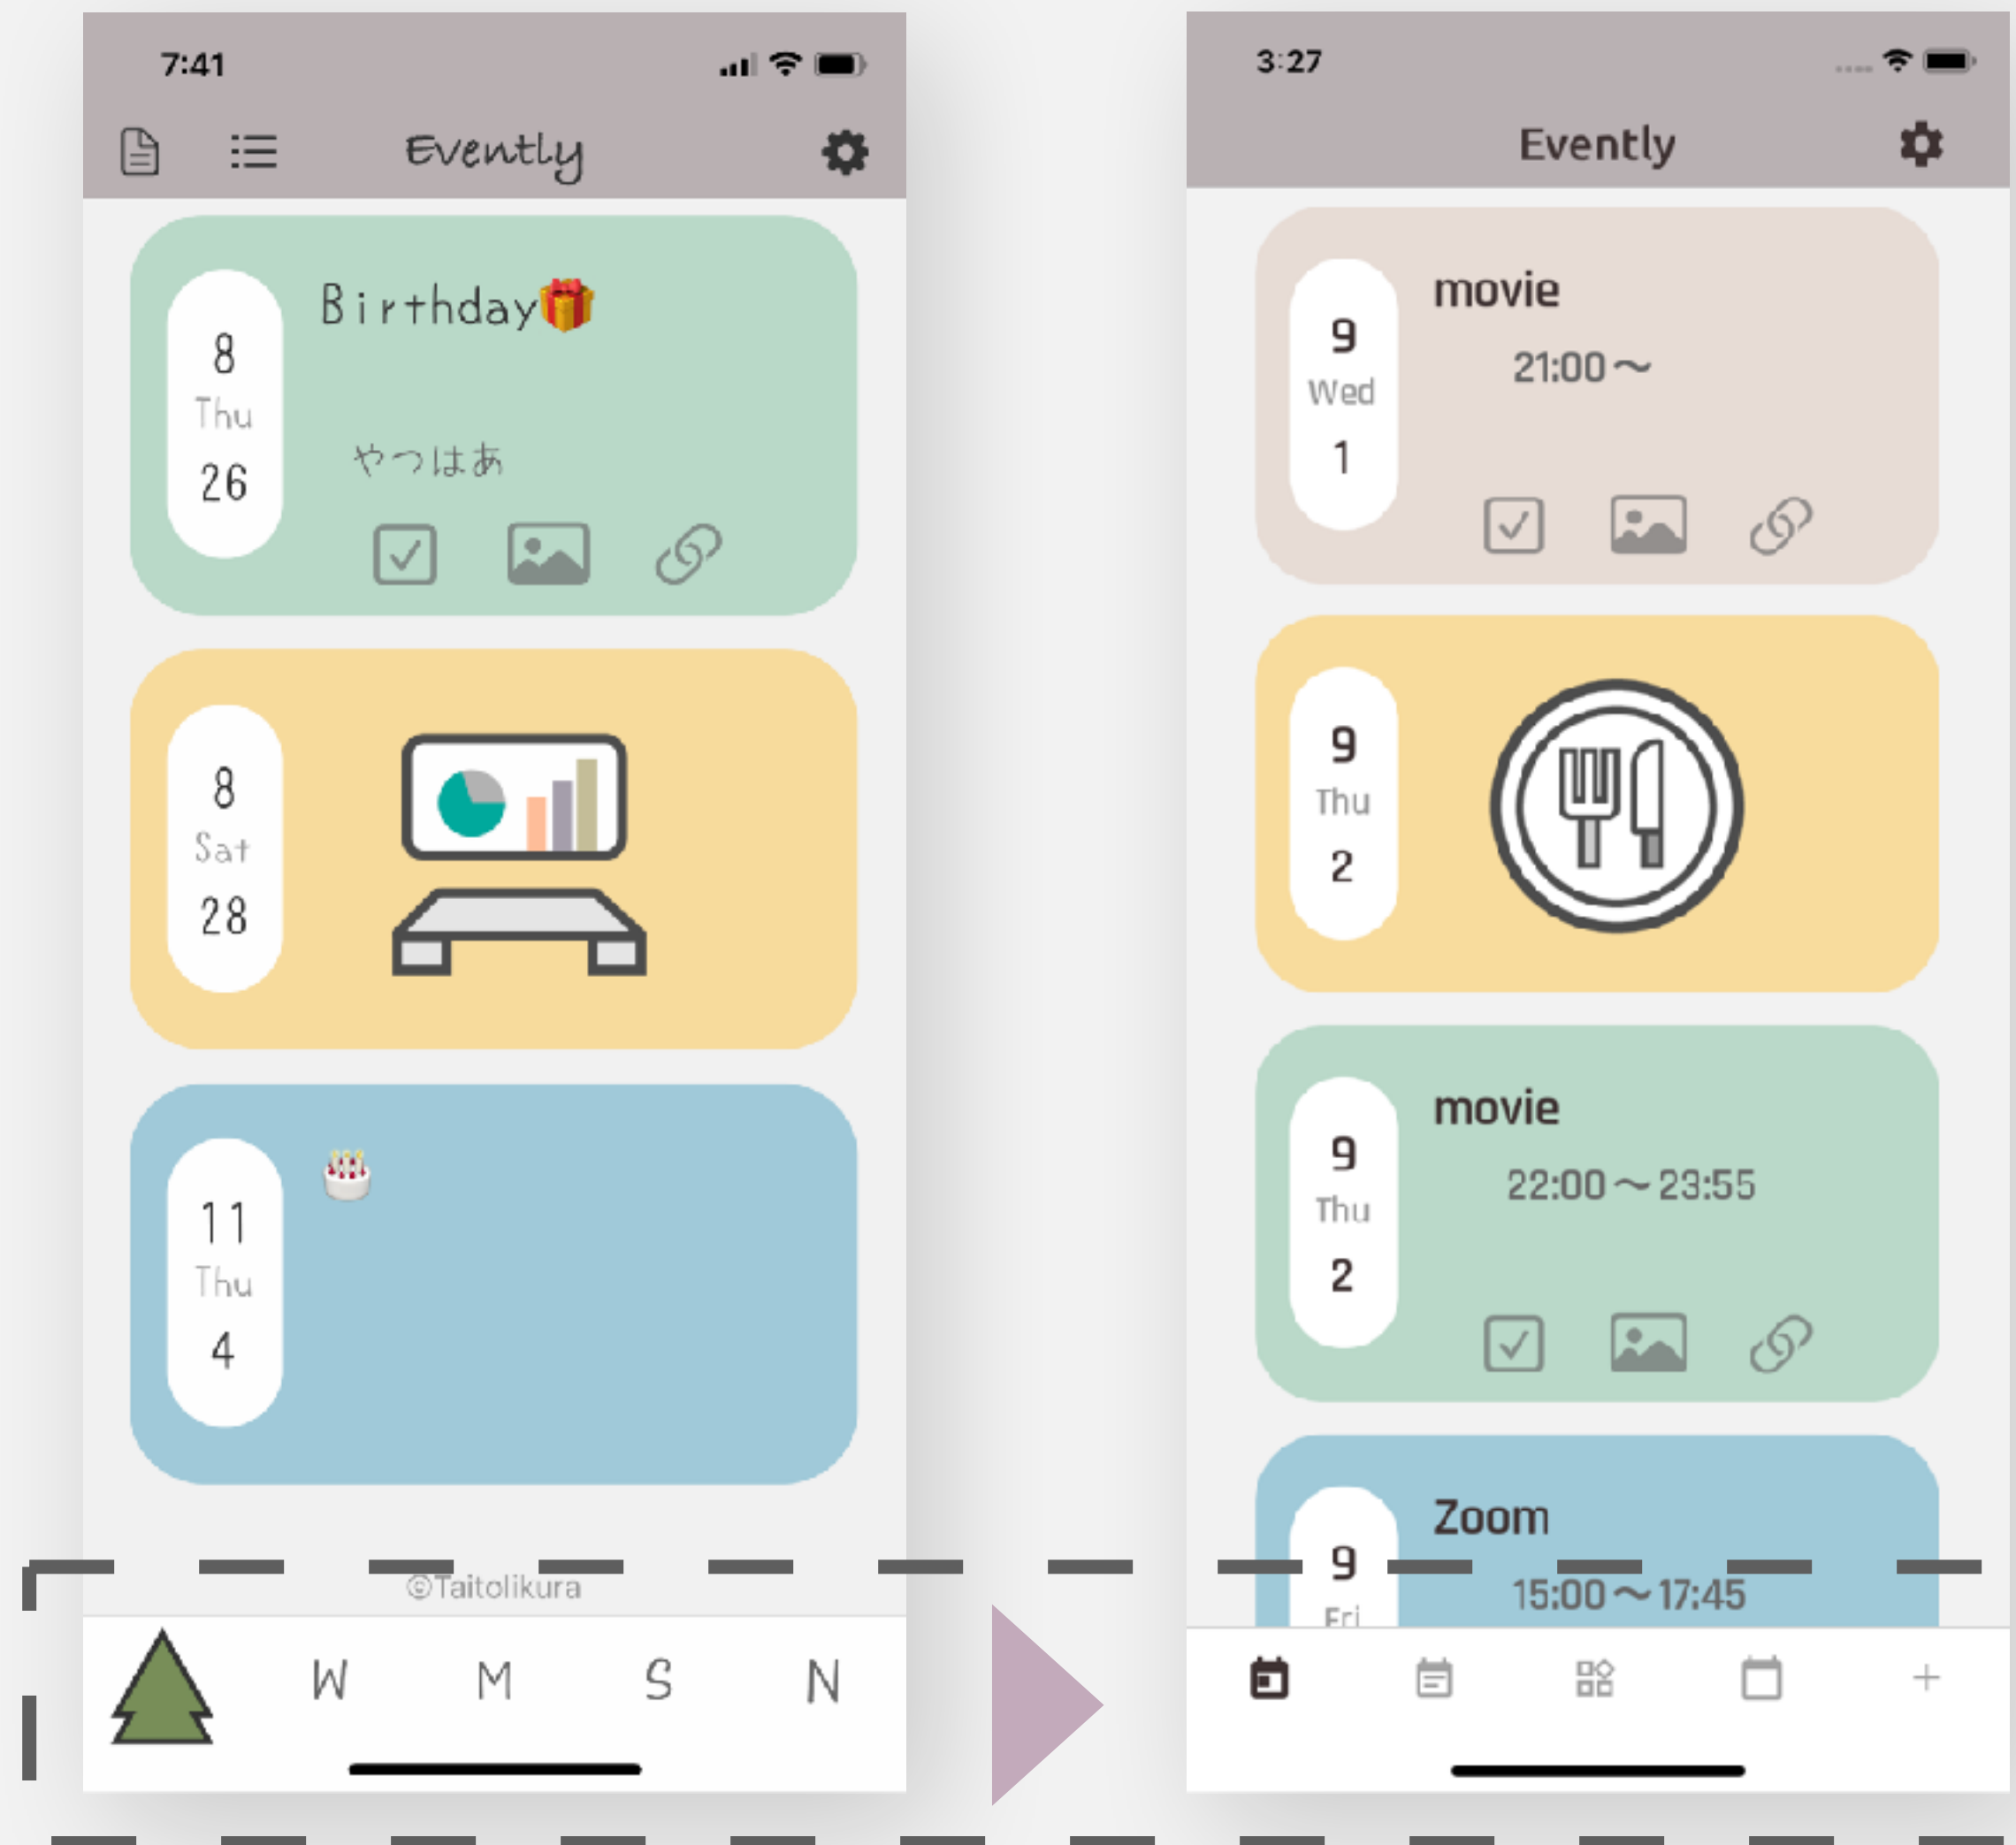 7:41
Evently
Birthday🎁
8
Thu
26
やつはあ
8
Sat
28
🎂
11
Thu
4
©Taitolikura
W M S N
3:27
Evently
movie
21:00～
9
Wed
1
9
Thu
2
movie
22:00～23:55
9
Thu
2
Zoom
15:00～17:45
9
Fri